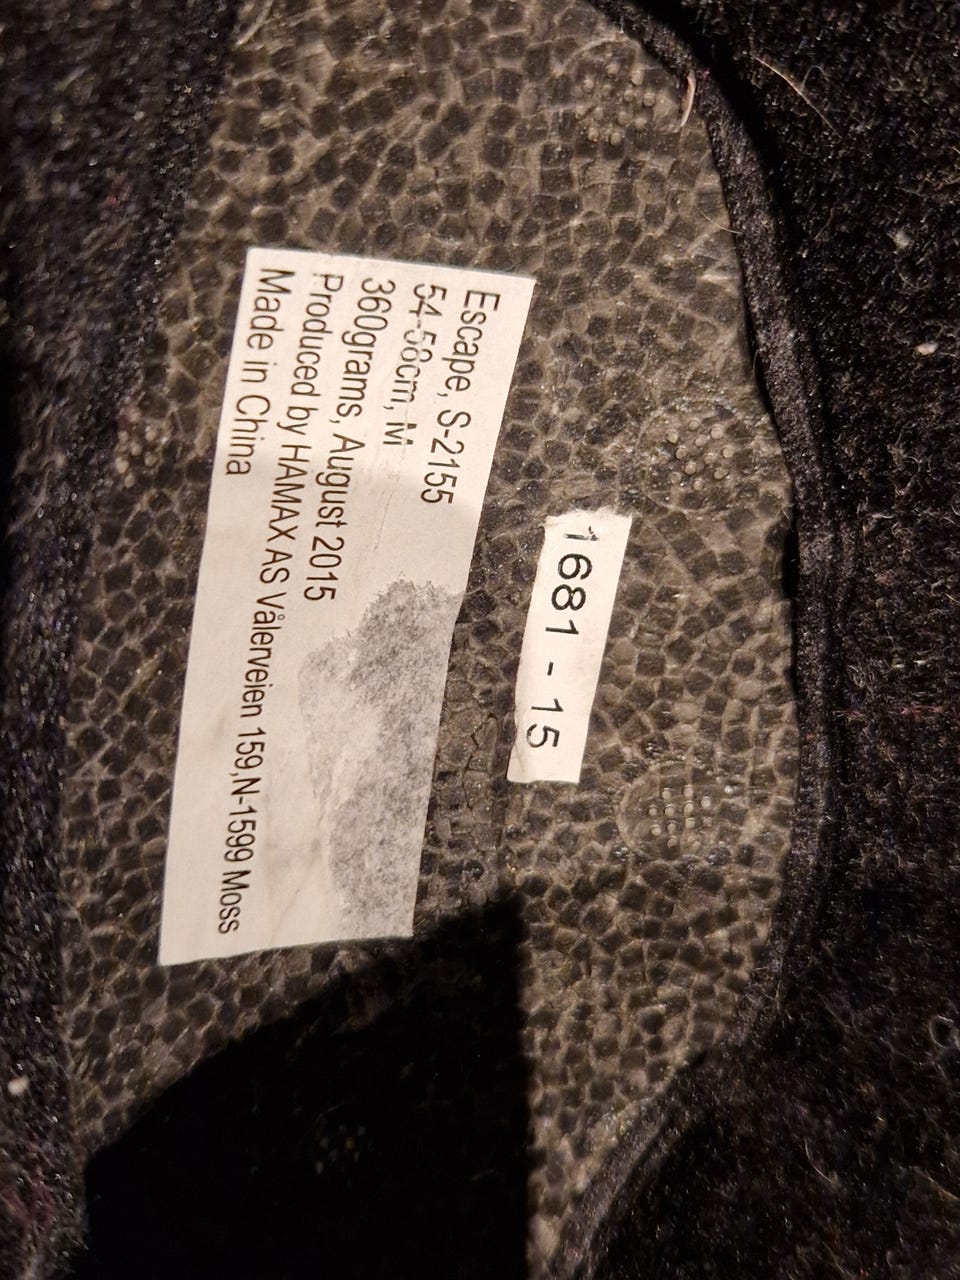 Escape, S-2155
54-58cm, M
360grams, August 2015
Produced by HAMAX AS Vålerveien 159,N-1599 Moss
Made in China
1681 - 15